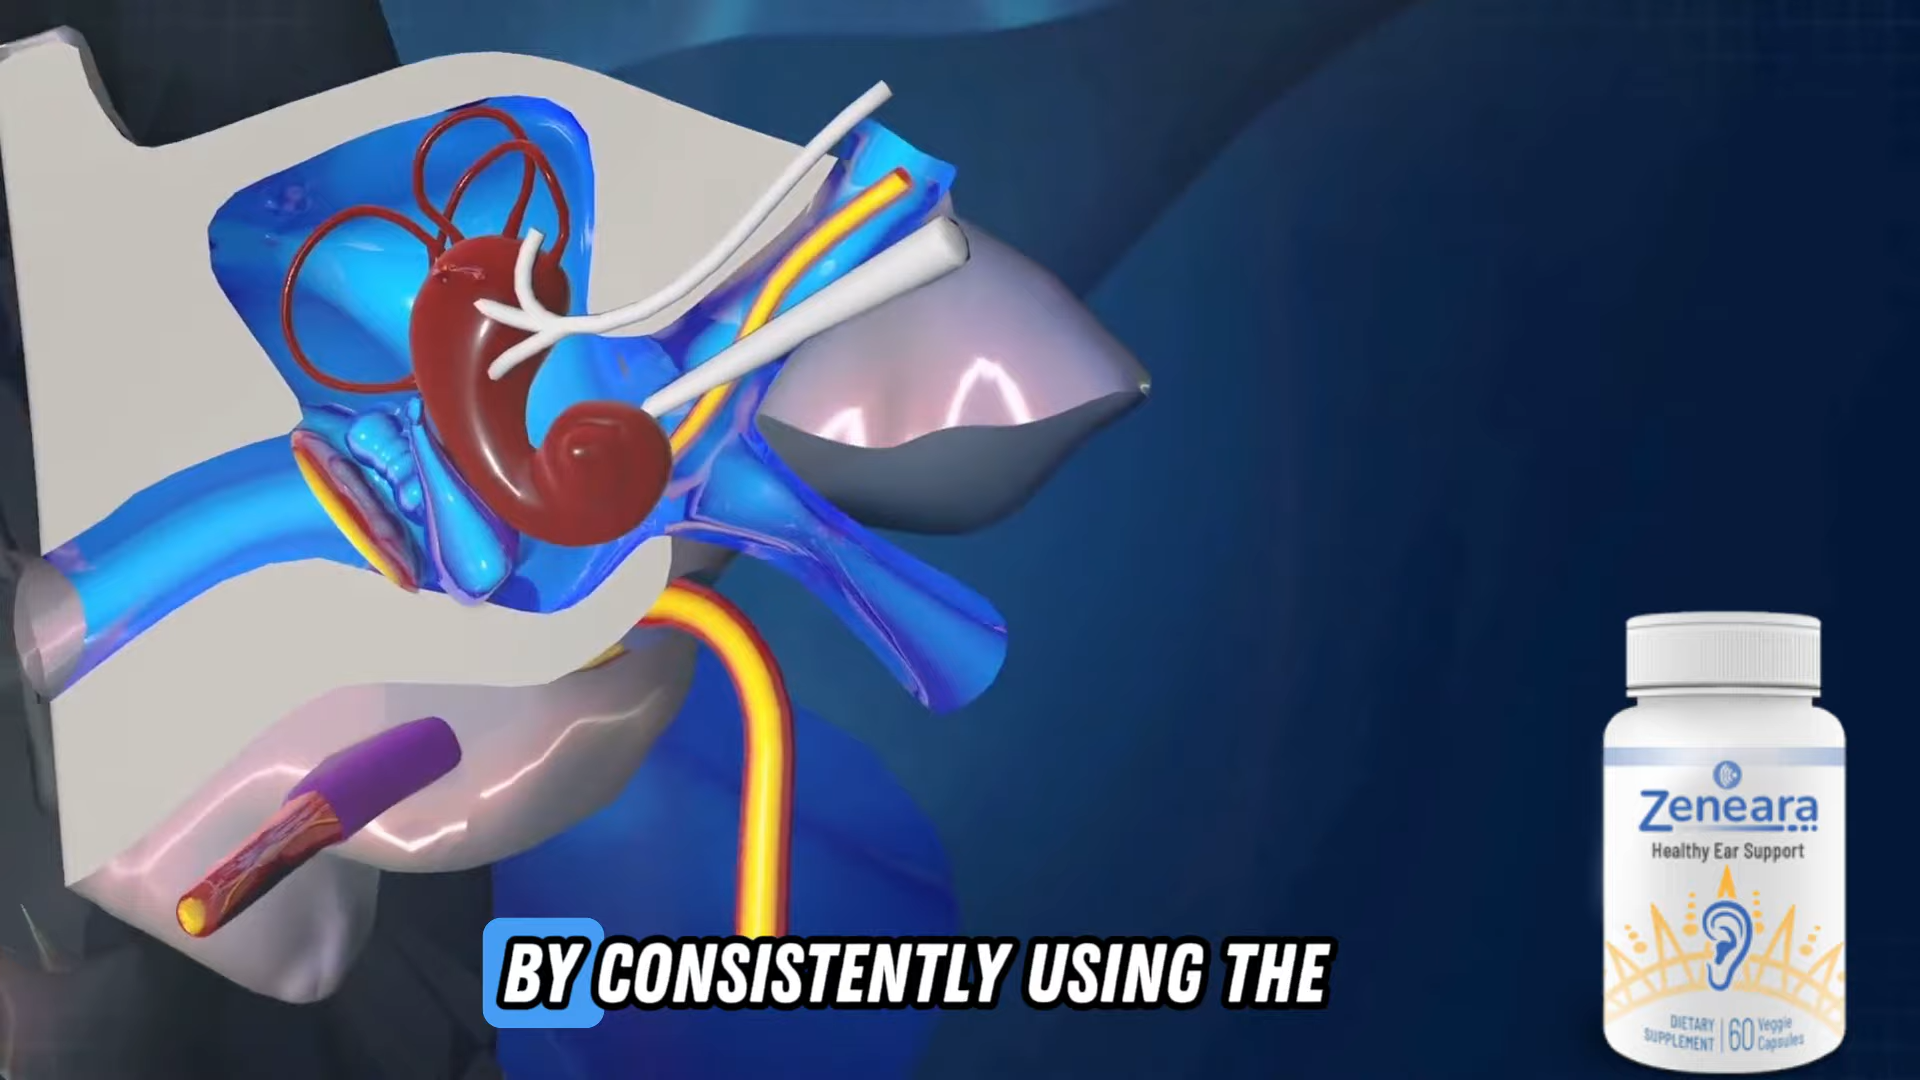 Zeneara
Healthy Ear Support
DIETARY
SUPPLEMENT
60
Veggie
Capsules
BY CONSISTENTLY USING THE